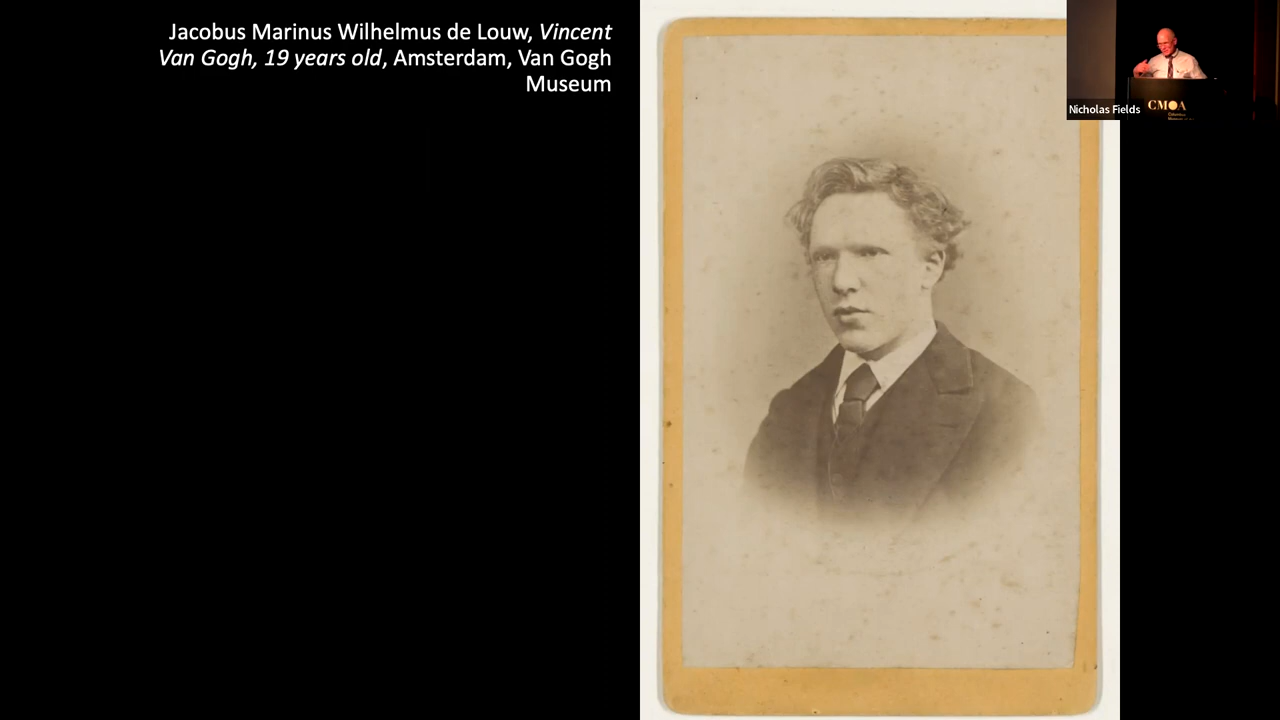 Jacobus Marinus Wilhelmus de Louw, Vincent
Van Gogh, 19 years old, Amsterdam, Van Gogh
Museum
Nicholas Fields
CMOA